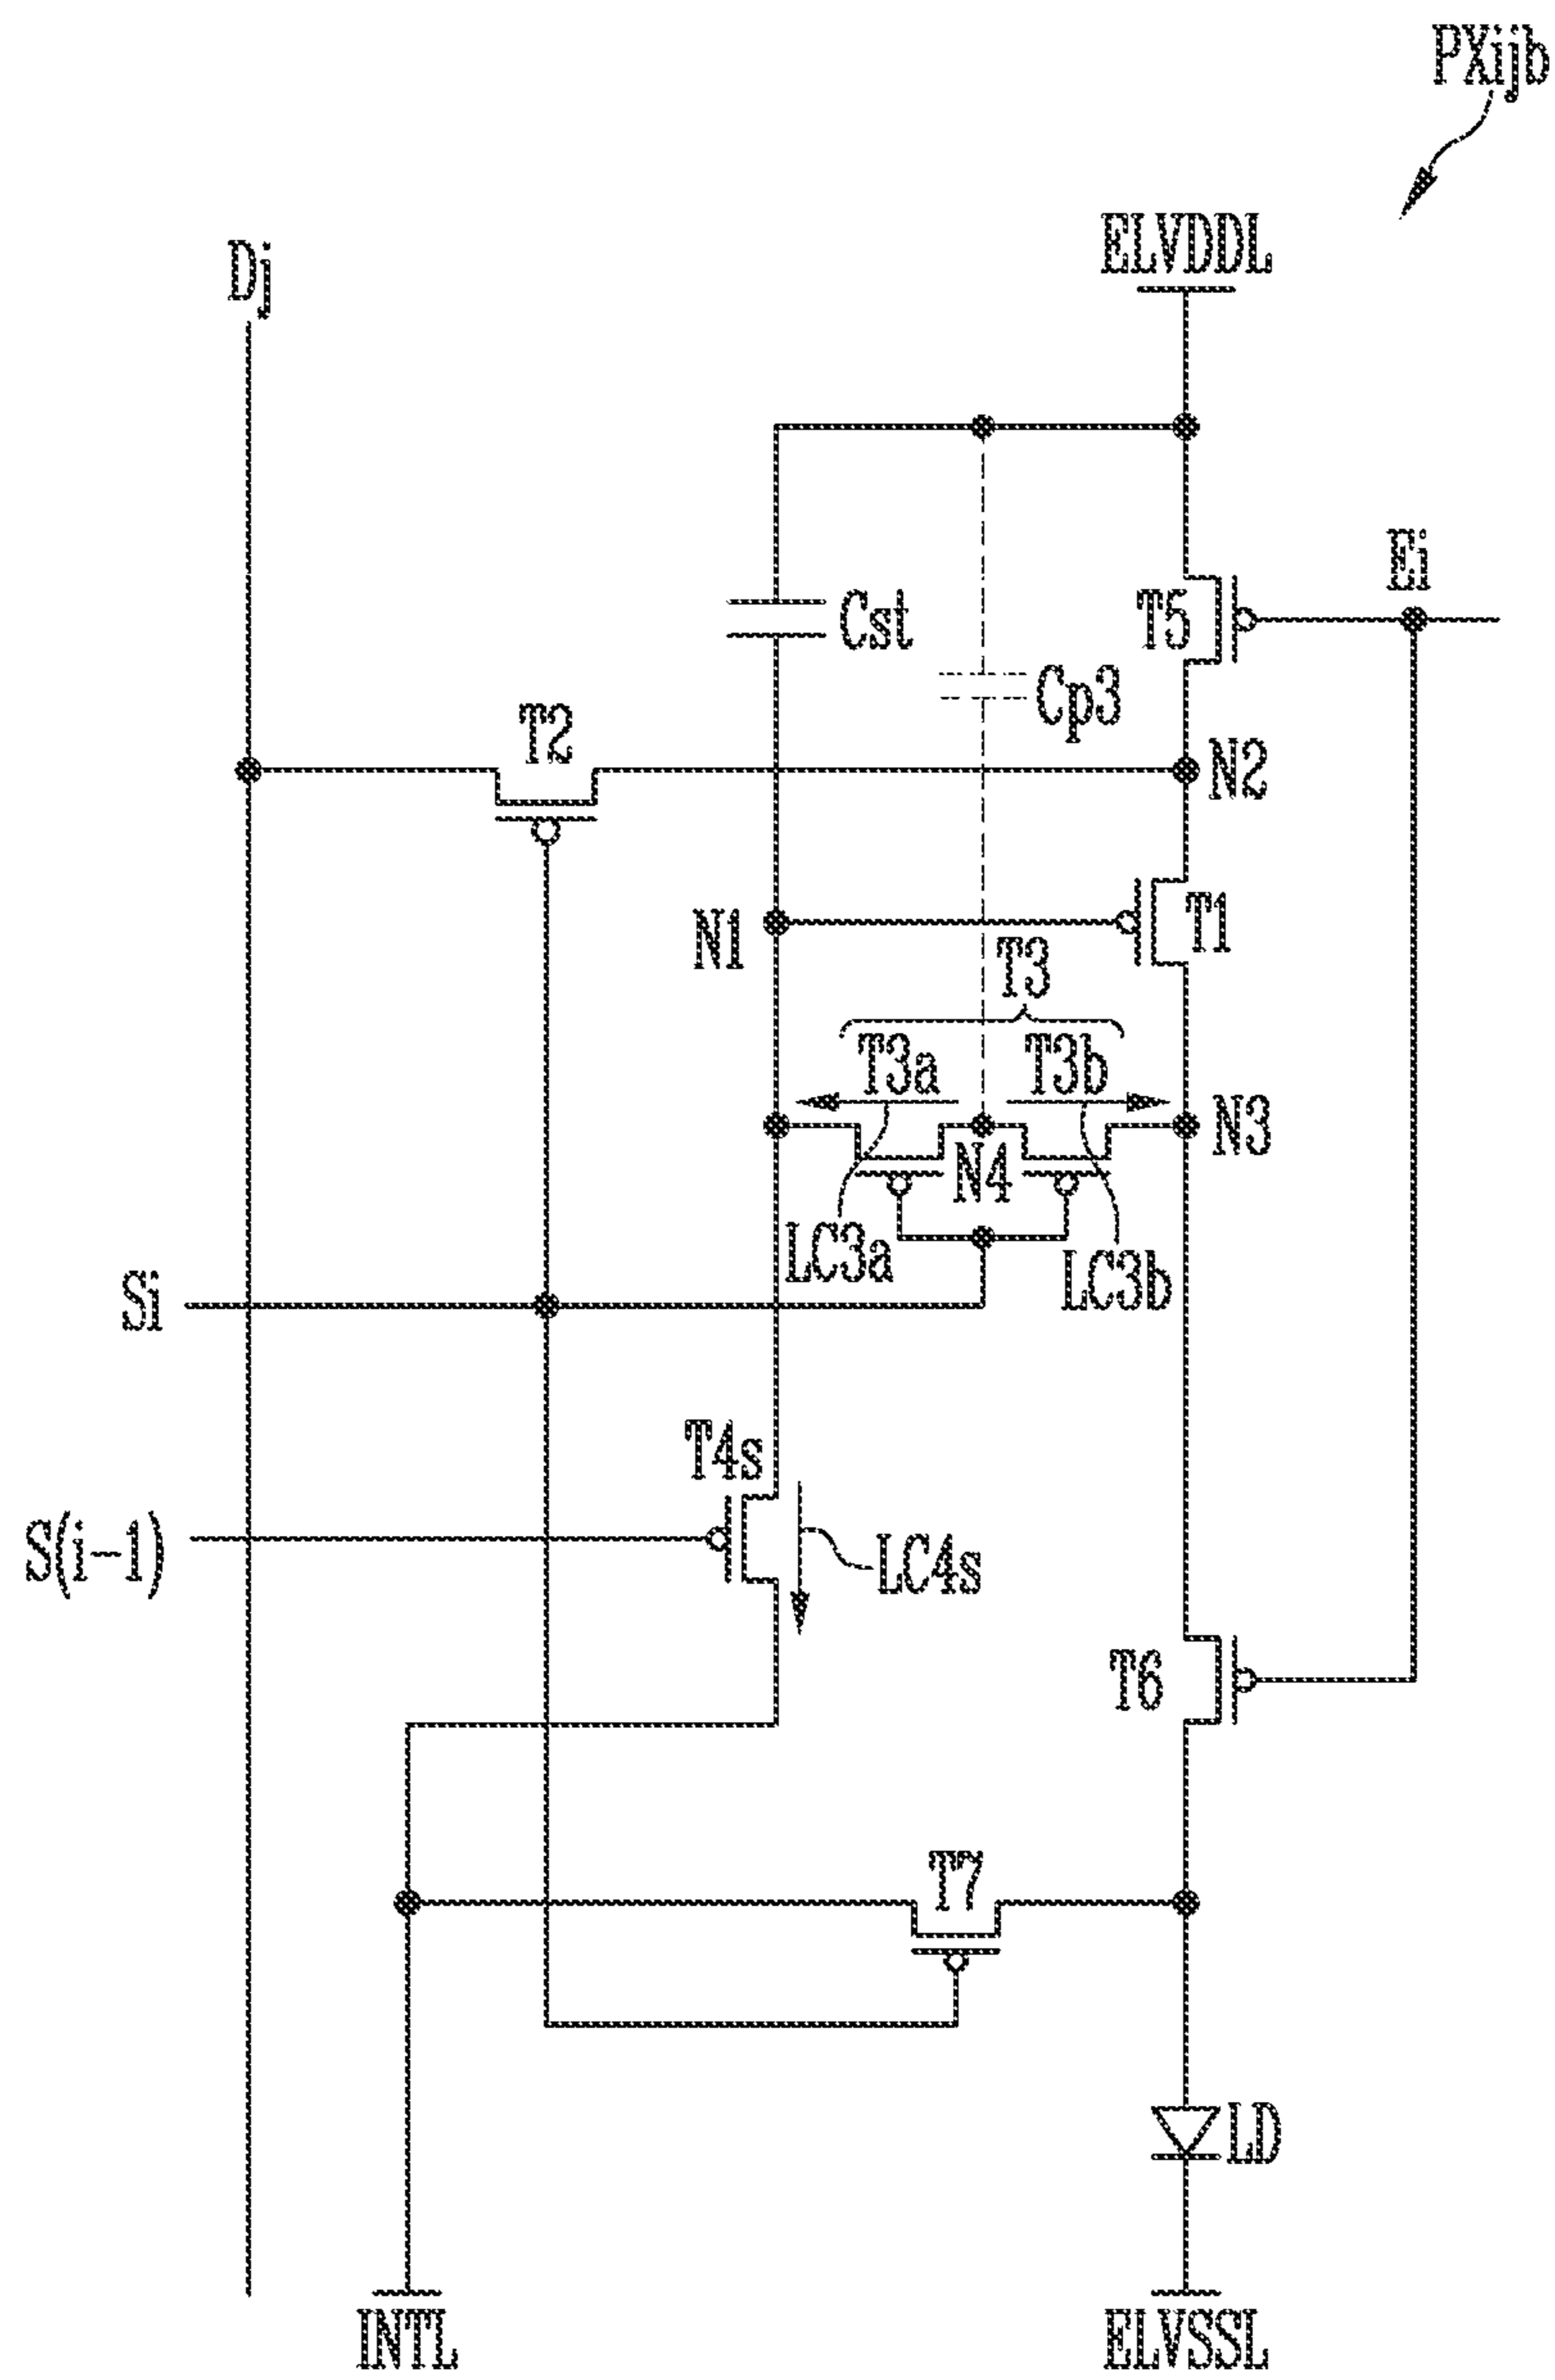 PXijb
ELVDDL
Dj
Ei
T5
Cst
Cp3
T2
N2
N1
T1
T3
T3a
T3b
N3
N4
LC3a
LC3b
Si
T4s
S(i-1)
LC4s
T6
T7
LD
INTL
ELVSSL